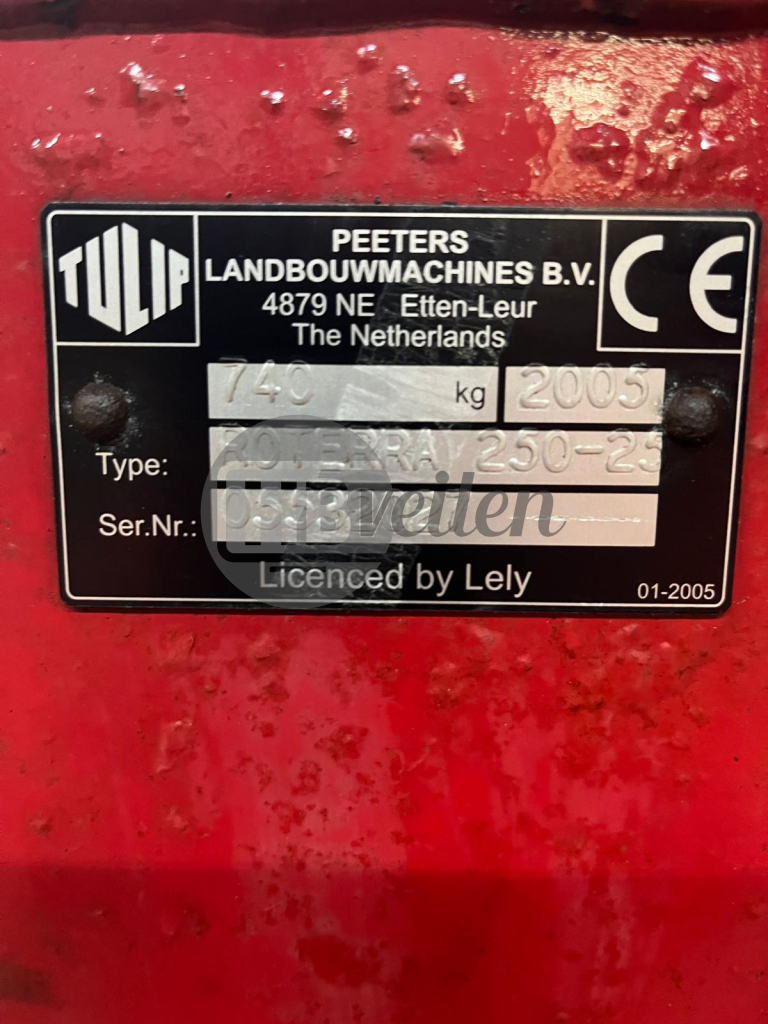 TULIP
PEETERS
LANDBOUWMACHINES B.V.
4879 NE Etten-Leur
The Netherlands
CE
740 kg 2005
Type: ROTERRA 250-25
Ser.Nr.:
veilen
Licenced by Lely
01-2005